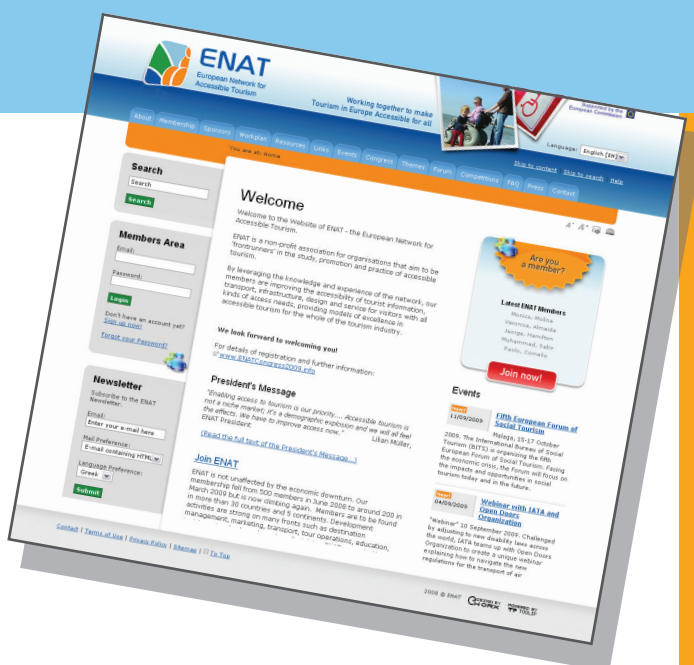 ENAT
European Network for
Accessible Tourism
Working together to make
Tourism in Europe Accessible for all
Supported by the
European Commission
Language: English [EN]
About Membership Sponsors Workplan Resources Links Events Congress Themes Forum Competitions FAQ Press Contact
Skip to content Skip to search Help
You are at: Home
Search
Search
Search
Members Area
Email:
Password:
Login
Don't have an account yet?
Sign up now!
Forgot your Password?
Newsletter
Subscribe to the ENAT
Newsletter.
Email:
Enter your e-mail here
Mail Preference:
E-mail containing HTML
Language Preference:
Greek
Submit
Welcome
Welcome to the Website of ENAT - the European Network for
Accessible Tourism.
ENAT is a non-profit association for organisations that aim to be
'frontrunners' in the study, promotion and practice of accessible
tourism.
By leveraging the knowledge and experience of the network, our
members are improving the accessibility of tourist information,
transport, infrastructure, design and service for visitors with all
kinds of access needs, providing models of excellence in
accessible tourism for the whole of the tourism industry.
We look forward to welcoming you!
For details of registration and further information:
www.ENATCongress2009.info
President's Message
"Enabling access to tourism is our priority.... Accessible tourism is
not a niche market; it's a demographic explosion and we will all feel
the effects. We have to improve access now." Lilian Müller,
ENAT President
(Read the full text of the President's Message...)
Join ENAT
ENAT is not unaffected by the economic downturn. Our
membership fell from 500 members in June 2008 to around 200 in
March 2009 but is now climbing again. Members are to be found
in more than 30 countries and 5 continents. Development
activities are strong on many fronts such as destination
management, marketing, transport, tour operations, education,
A- A+
Are you
a member?
Latest ENAT Members
Monica, Molina
Veronica, Almeida
Hamilton
Muhammad, Sabir
Paolo,
Join now!
Events
11/09/2009
Fifth European Forum of
Social Tourism
Malaga, 15-17 October
2009. The International Bureau of Social
Tourism (BITS) is organizing the fifth
European Forum of Social Tourism. Facing
the economic crisis, the Forum will focus on
the impacts and opportunities in social
tourism today and in the future.
04/09/2009
Webinar with IATA and
Open Doors
Organization
"Webinar" 10 September 2009. Challenged
by adjusting to new disability laws across
the world, IATA teams up with Open Doors
Organization to create a unique webinar
explaining how to navigate the new
regulations for the transport of air
Contact | Terms of Use | Privacy Policy | Sitemap | To Top
2008 © ENAT
DESIGNED BY
POWERED BY